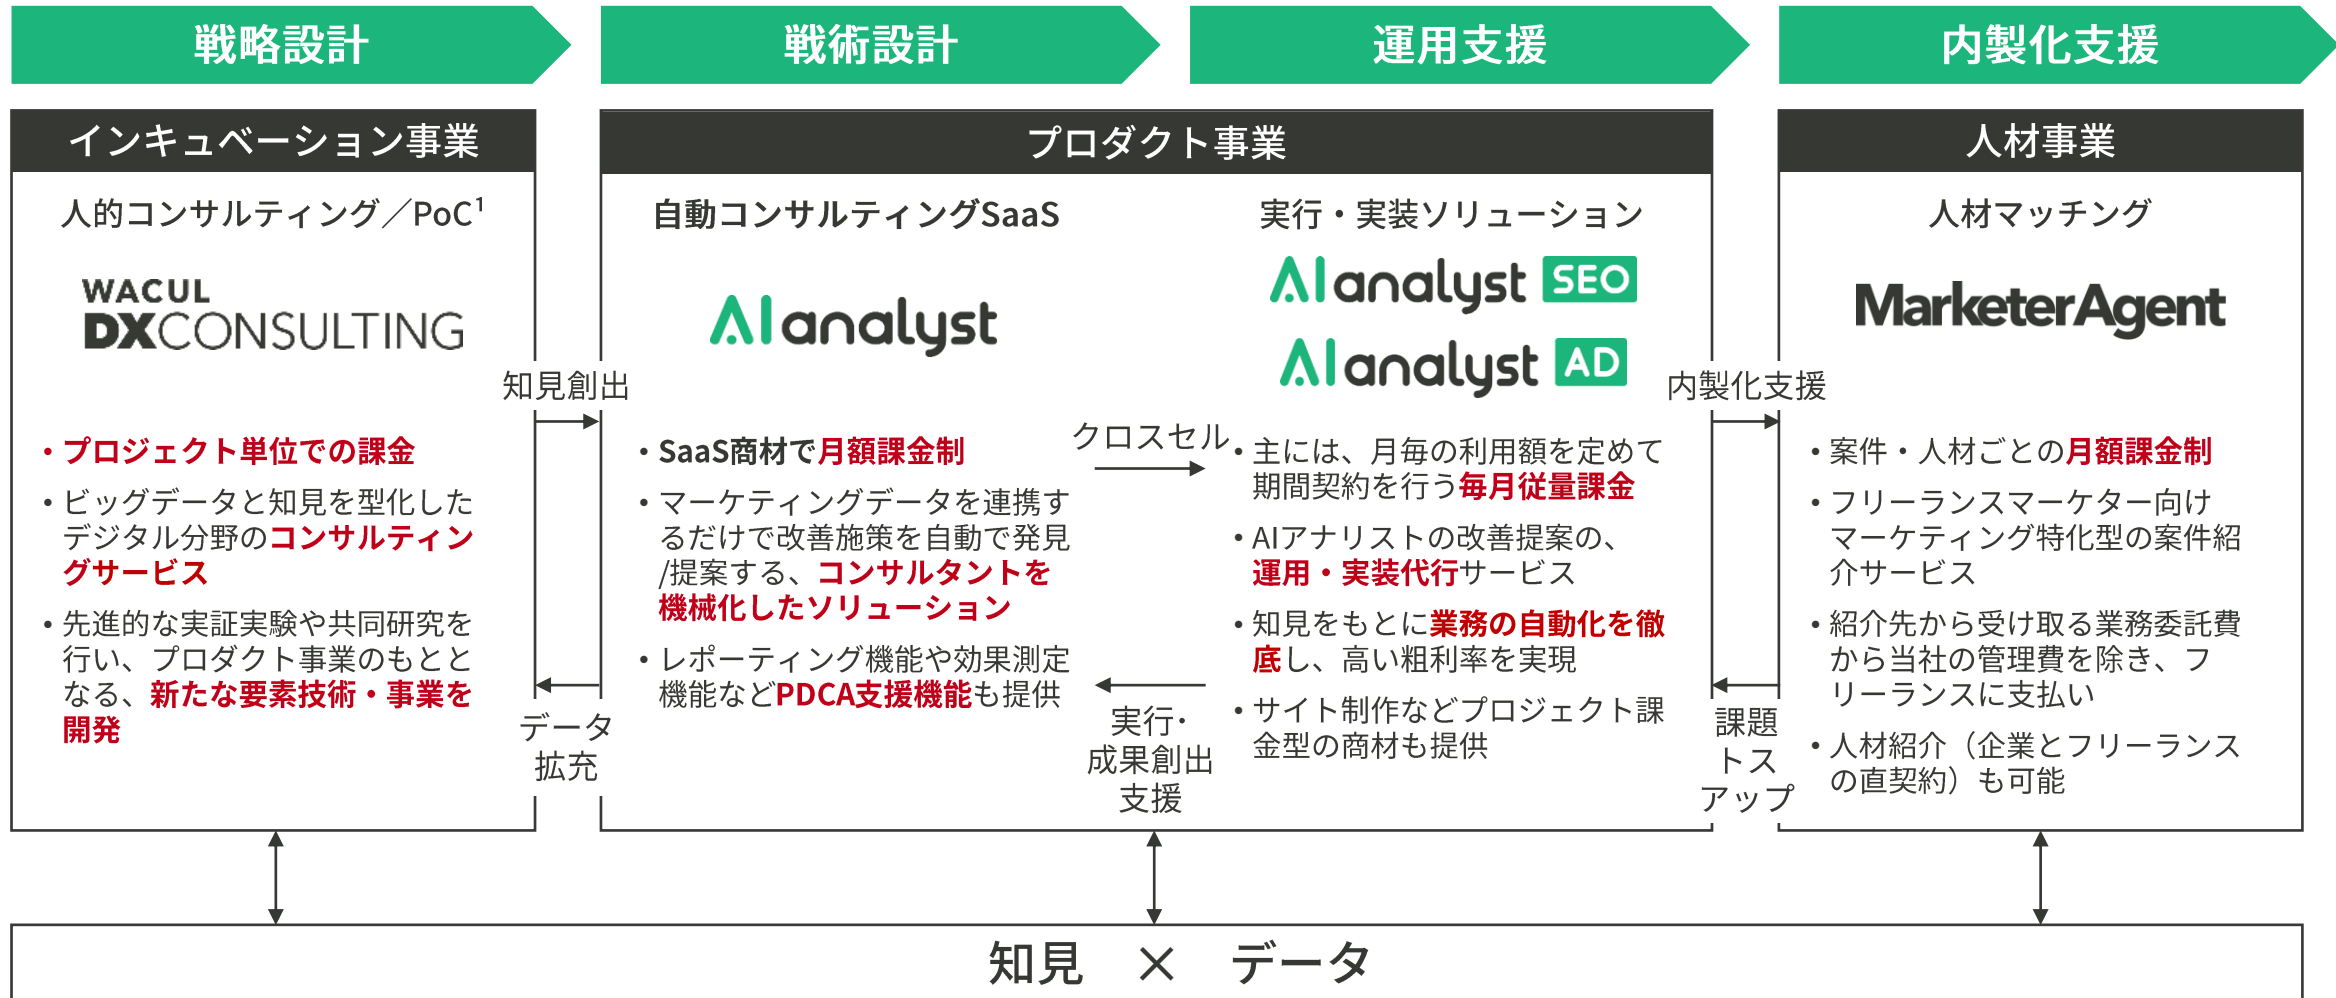 戦略設計
戦術設計
運用支援
内製化支援
インキュベーション事業
人的コンサルティング／PoC¹
WACUL
DXCONSULTING
・プロジェクト単位での課金
・ビッグデータと知見を型化した
デジタル分野のコンサルティン
グサービス
・先進的な実証実験や共同研究を
行い、プロダクト事業のもとと
なる、新たな要素技術・事業を
開発
知見創出
データ
拡充
プロダクト事業
自動コンサルティングSaaS
AI analyst
・SaaS商材で月額課金制
・マーケティングデータを連携す
るだけで改善施策を自動で発見
/提案する、コンサルタントを
機械化したソリューション
・レポーティング機能や効果測定
機能などPDCA支援機能も提供
クロスセル
実行・
成果創出
支援
実行・実装ソリューション
AI analyst SEO
AI analyst AD
・主には、月毎の利用額を定めて
期間契約を行う毎月従量課金
・AIアナリストの改善提案の、
運用・実装代行サービス
・知見をもとに業務の自動化を徹
底し、高い粗利率を実現
・サイト制作などプロジェクト課
金型の商材も提供
内製化支援
課題
トス
アップ
人材事業
人材マッチング
MarketerAgent
・案件・人材ごとの月額課金制
・フリーランスマーケター向け
マーケティング特化型の案件紹
介サービス
・紹介先から受け取る業務委託費
から当社の管理費を除き、フ
リーランスに支払い
・人材紹介（企業とフリーランス
の直契約）も可能
知見 × データ